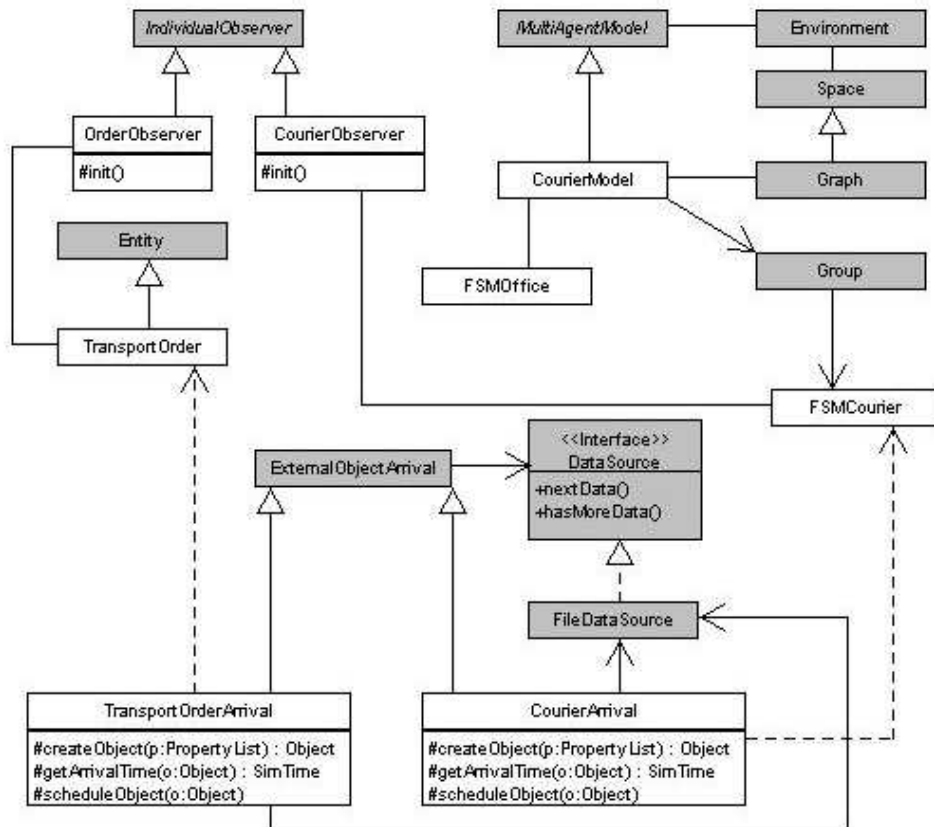 IndividualObserver
MultiAgentModel
Environment
Space
OrderObserver
#init()
CourierObserver
#init()
CourierModel
Graph
Entity
FSMOffice
Group
TransportOrder
FSMCourier
ExternalObjectArrival
<<Interface>>
DataSource
+nextData()
+hasMoreData()
FileDataSource
TransportOrderArrival
#createObject(p:PropertyList) : Object
#getArrivalTime(o:Object) : SimTime
#scheduleObject(o:Object)
CourierArrival
#createObject(p:PropertyList) : Object
#getArrivalTime(o:Object) : SimTime
#scheduleObject(o:Object)